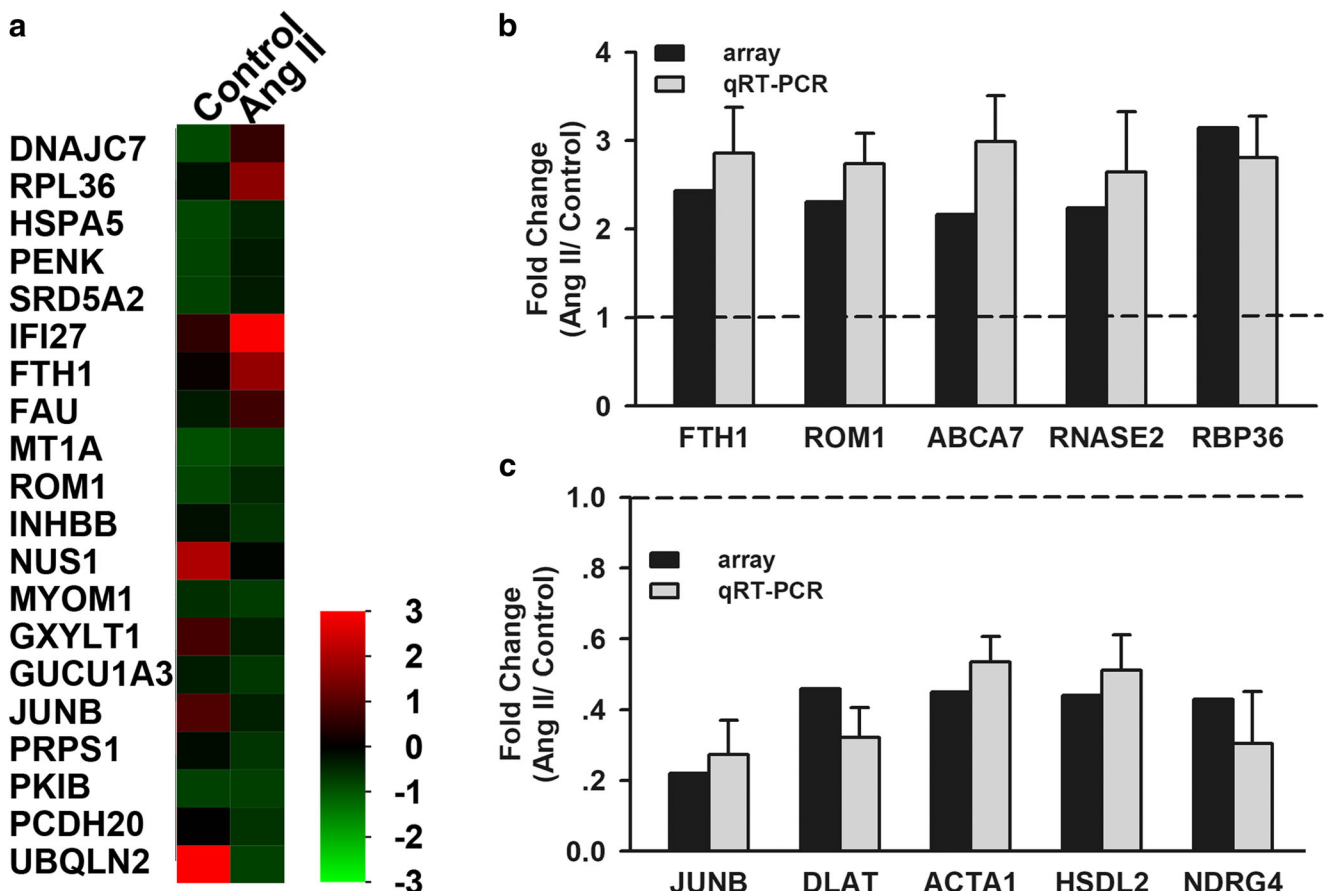 a
Control
Ang II
DNAJC7
RPL36
HSPA5
PENK
SRD5A2
IFI27
FTH1
FAU
MT1A
ROM1
INHBB
NUS1
MYOM1
GXYLT1
GUCU1A3
JUNB
PRPS1
PKIB
PCDH20
UBQLN2
3
2
1
0
-1
-2
-3
b
Fold Change
(Ang II/ Control)
4
3
2
1
0
array
qRT-PCR
FTH1 ROM1 ABCA7 RNASE2 RBP36
c
Fold Change
(Ang II/ Control)
1.0
.8
.6
.4
.2
0.0
array
qRT-PCR
JUNB DLAT ACTA1 HSDL2 NDRG4